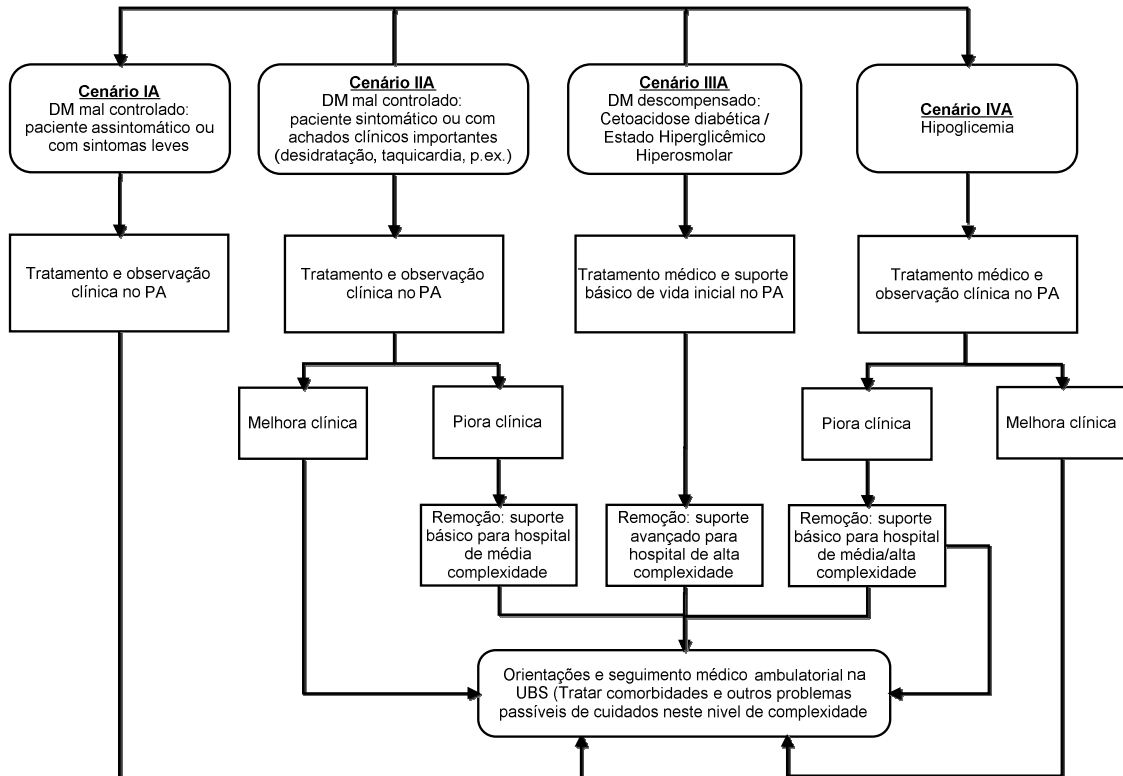 Cenário IA
DM mal controlado:
paciente assintomático ou
com sintomas leves
Cenário IIA
DM mal controlado:
paciente sintomático ou com
achados clínicos importantes
(desidratação, taquicardia, p.ex.)
Cenário IIIA
DM descompensado:
Cetoacidose diabética /
Estado Hiperglicêmico
Hiperosmolar
Cenário IVA
Hipoglicemia
Tratamento e observação
clínica no PA
Tratamento e observação
clínica no PA
Tratamento médico e suporte
básico de vida inicial no PA
Tratamento médico e
observação clínica no PA
Melhora clínica
Piora clínica
Piora clínica
Melhora clínica
Remoção: suporte
básico para hospital
de média
complexidade
Remoção: suporte
avançado para
hospital de alta
complexidade
Remoção: suporte
básico para hospital
de média/alta
complexidade
Orientações e seguimento médico ambulatorial na
UBS (Tratar comorbidades e outros problemas
passíveis de cuidados neste nivel de complexidade